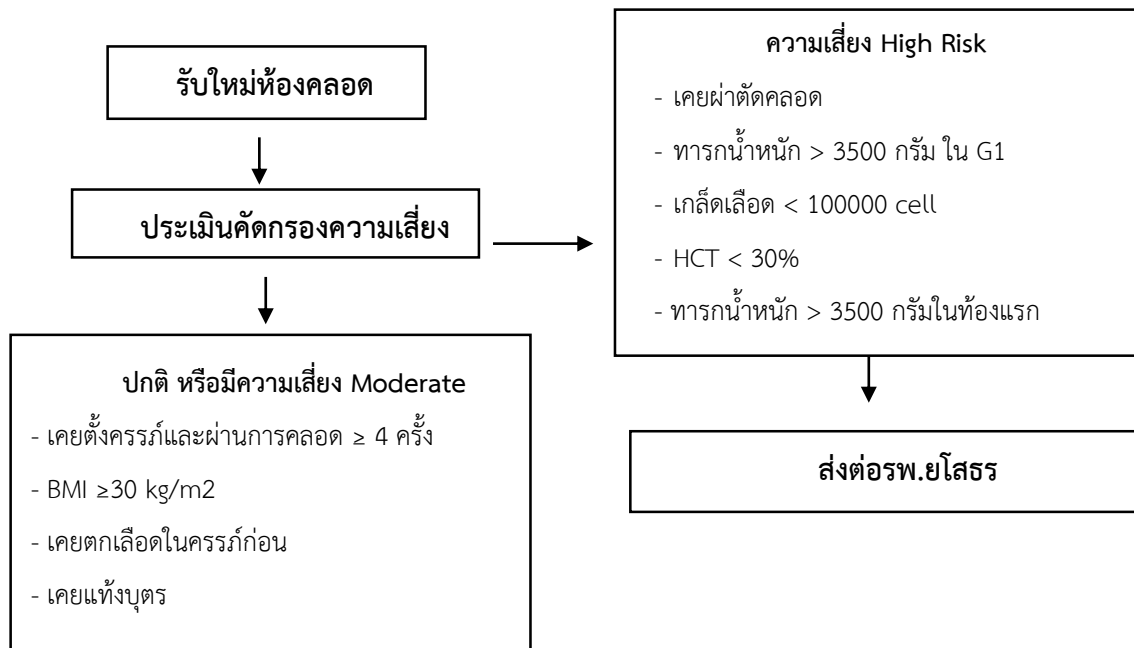 รับใหม่ห้องคลอด
ประเมินคัดกรองความเสี่ยง
ความเสี่ยง High Risk
- เคยผ่าตัดคลอด
- ทารกน้ำหนัก > 3500 กรัม ใน G1
- เกล็ดเลือด < 100000 cell
- HCT < 30%
- ทารกน้ำหนัก > 3500 กรัมในท้องแรก
ปกติ หรือมีความเสี่ยง Moderate
- เคยตั้งครรภ์และผ่านการคลอด ≥ 4 ครั้ง
- BMI ≥30 kg/m2
- เคยตกเลือดในครรภ์ก่อน
- เคยแท้งบุตร
ส่งต่อรพ.ยโสธร